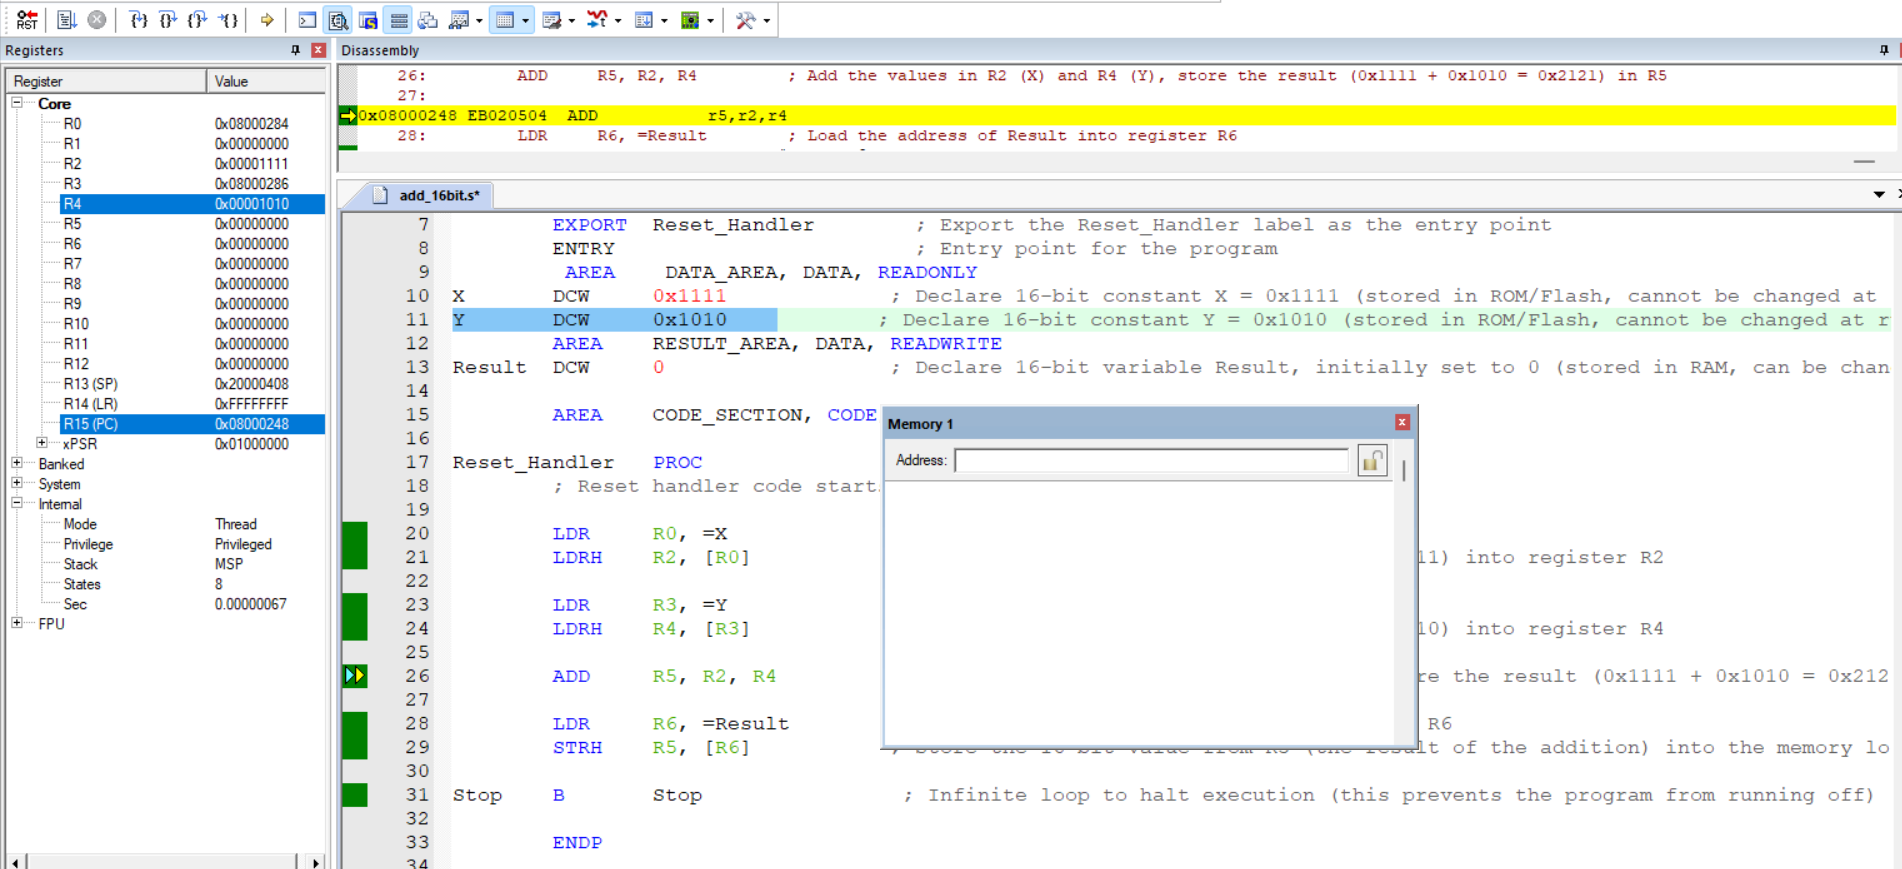 RST
Registers
Register Value
Core
R0 0x08000284
R1 0x00000000
R2 0x00001111
R3 0x08000286
R4 0x00001010
R5 0x00000000
R6 0x00000000
R7 0x00000000
R8 0x00000000
R9 0x00000000
R10 0x00000000
R11 0x00000000
R12 0x00000000
R13 (SP) 0x20000408
R14 (LR) 0xFFFFFFFF
R15 (PC) 0x08000248
xPSR 0x01000000
Banked
System
Internal
Mode Thread
Privilege Privileged
Stack MSP
States 8
Sec 0.00000067
FPU
Disassembly
26: ADD R5, R2, R4 ; Add the values in R2 (X) and R4 (Y), store the result (0x1111 + 0x1010 = 0x2121) in R5
27:
0x08000248 EB020504 ADD r5,r2,r4
28: LDR R6, =Result ; Load the address of Result into register R6
add_16bit.s*
7 EXPORT Reset_Handler ; Export the Reset_Handler label as the entry point
8 ENTRY ; Entry point for the program
9 AREA DATA_AREA, DATA, READONLY
10 X DCW 0x1111 ; Declare 16-bit constant X = 0x1111 (stored in ROM/Flash, cannot be changed at
11 Y DCW 0x1010 ; Declare 16-bit constant Y = 0x1010 (stored in ROM/Flash, cannot be changed at r
12 AREA RESULT_AREA, DATA, READWRITE
13 Result DCW 0 ; Declare 16-bit variable Result, initially set to 0 (stored in RAM, can be chan
14
15 AREA CODE_SECTION, CODE
16
17 Reset_Handler PROC
18 ; Reset handler code start
19
20 LDR R0, =X
21 LDRH R2, [R0] 11) into register R2
22
23 LDR R3, =Y
24 LDRH R4, [R3] 10) into register R4
25
26 ADD R5, R2, R4 re the result (0x1111 + 0x1010 = 0x212
27
28 LDR R6, =Result R6
29 STRH R5, [R6] ; Store the 16-bit value from R5 (the result of the addition) into the memory lo
30
31 Stop B Stop ; Infinite loop to halt execution (this prevents the program from running off)
32
33 ENDP
34
Memory 1
Address: